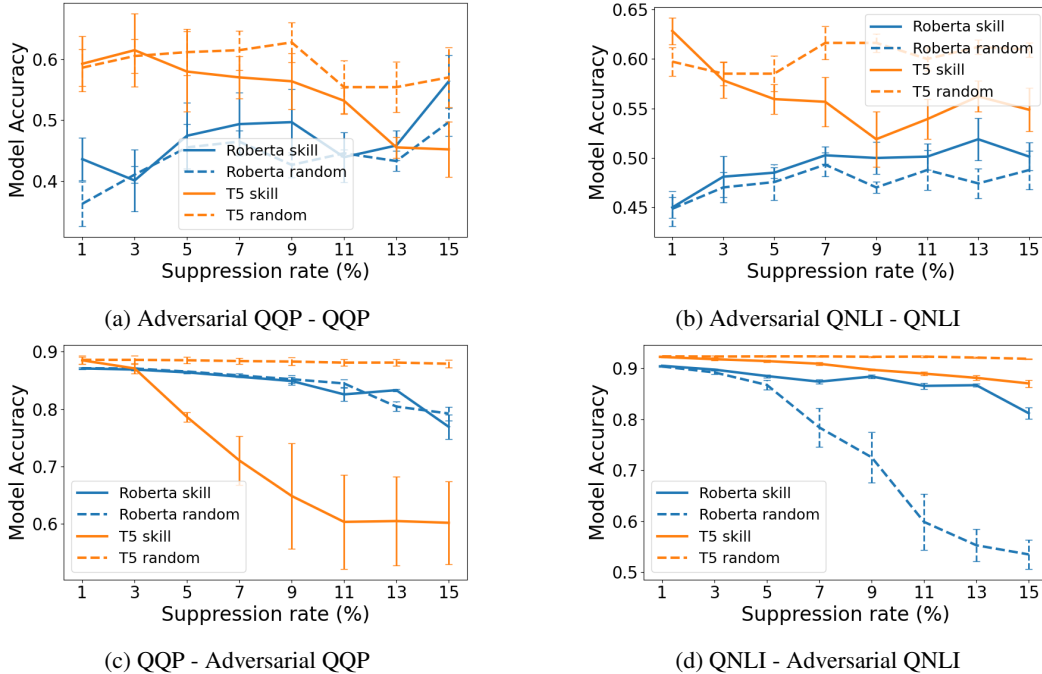 0.6
0.5
0.4
Model Accuracy
Roberta skill
Roberta random
T5 skill
T5 random
1 3 5 7 9 11 13 15
Suppression rate (%)
(a) Adversarial QQP - QQP
0.65
0.60
0.55
0.50
0.45
Model Accuracy
Roberta skill
Roberta random
T5 skill
T5 random
1 3 5 7 9 11 13 15
Suppression rate (%)
(b) Adversarial QNLI - QNLI
0.9
0.8
0.7
0.6
Model Accuracy
Roberta skill
Roberta random
T5 skill
T5 random
1 3 5 7 9 11 13 15
Suppression rate (%)
(c) QQP - Adversarial QQP
0.9
0.8
0.7
0.6
0.5
Model Accuracy
Roberta skill
Roberta random
T5 skill
T5 random
1 3 5 7 9 11 13 15
Suppression rate (%)
(d) QNLI - Adversarial QNLI